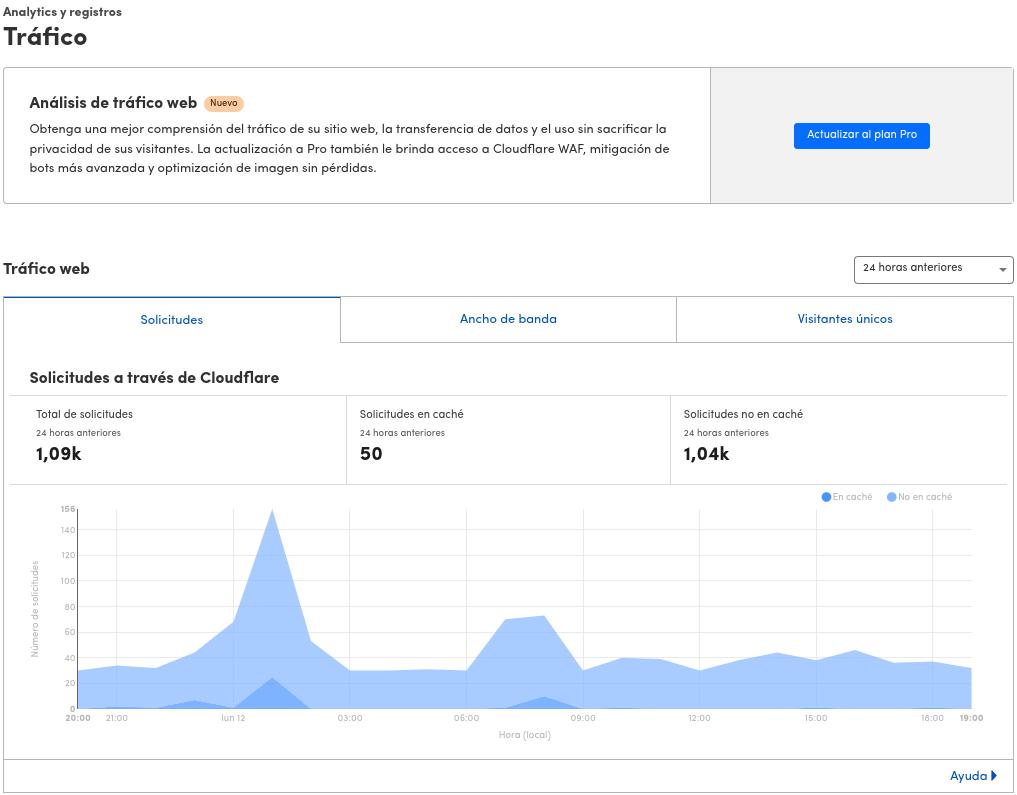 Analytics y registros
Tráfico
Análisis de tráfico web Nuevo
Obtenga una mejor comprensión del tráfico de su sitio web, la transferencia de datos y el uso sin sacrificar la
privacidad de sus visitantes. La actualización a Pro también le brinda acceso a Cloudflare WAF, mitigación de
bots más avanzada y optimización de imagen sin pérdidas.
Actualizar al plan Pro
Tráfico web
24 horas anteriores
Solicitudes
Ancho de banda
Visitantes únicos
Solicitudes a través de Cloudflare
Total de solicitudes
24 horas anteriores
1,09k
Solicitudes en caché
24 horas anteriores
50
Solicitudes no en caché
24 horas anteriores
1,04k
En caché
No en caché
Número de solicitudes
156
140
120
100
80
60
40
20
0
20:00 21:00 lun 12 03:00 06:00 09:00 12:00 15:00 18:00 19:00
Hora (local)
Ayuda